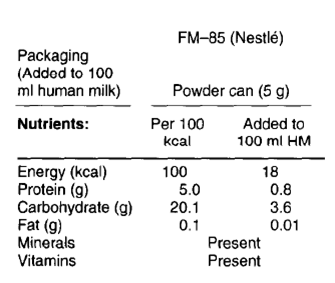 FM–85 (Nestlé)
Packaging
(Added to 100
ml human milk) Powder can (5 g)
Nutrients: Per 100 Added to
kcal 100 ml HM
Energy (kcal) 100 18
Protein (g) 5.0 0.8
Carbohydrate (g) 20.1 3.6
Fat (g) 0.1 0.01
Minerals Present
Vitamins Present